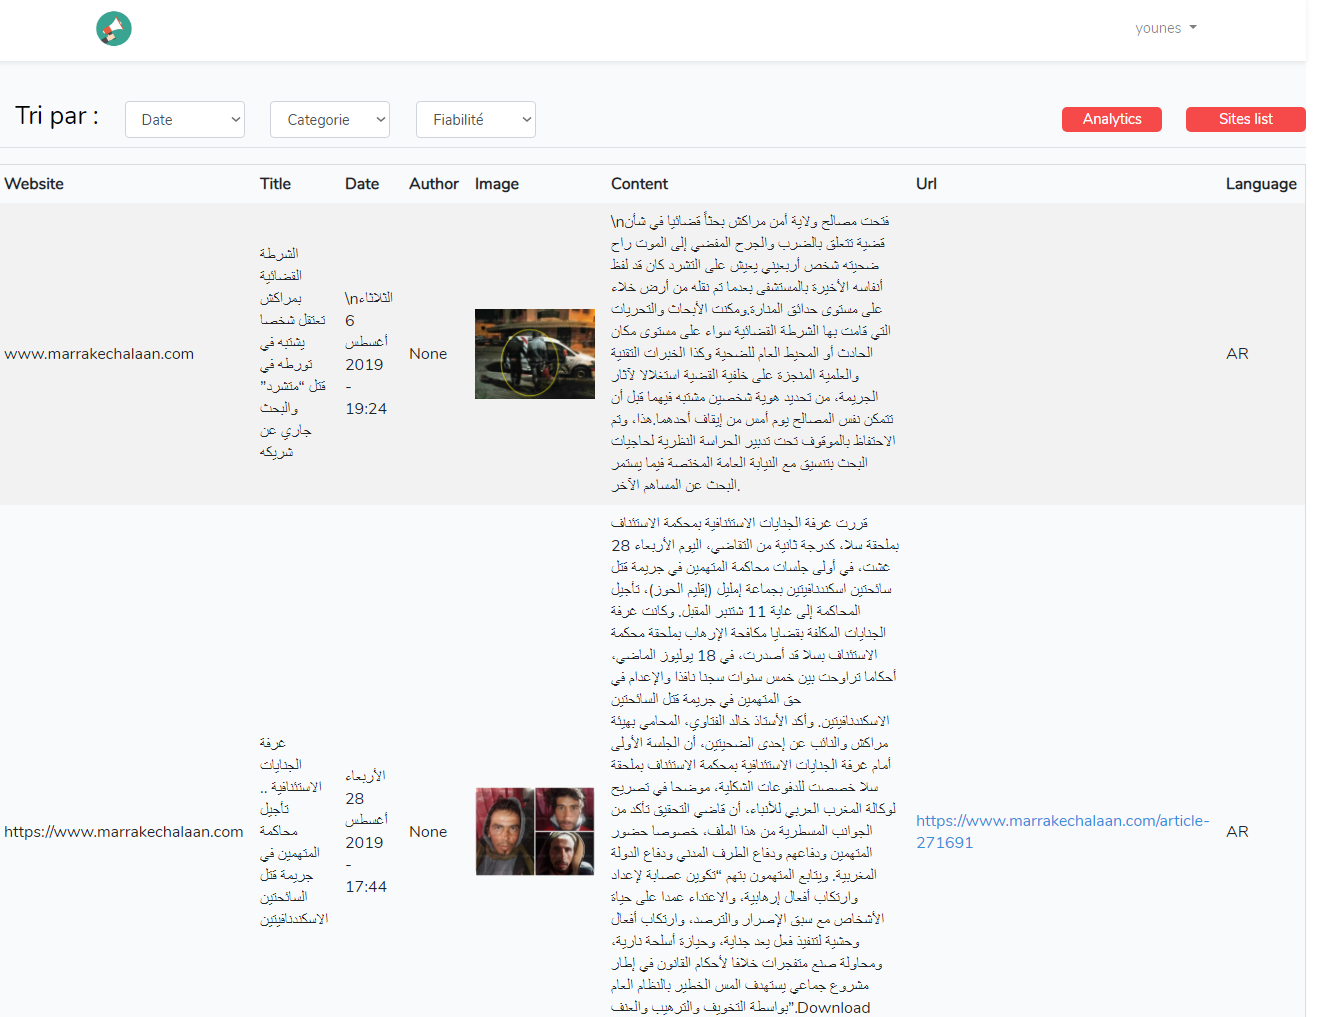 younes
Tri par :
Date
Categorie
Fiabilité
Analytics
Sites list
Website Title Date Author Image Content Url Language
www.marrakechalaan.com
الشرطة
القضائية
بمراكش
تعتقل شخصا
يشتبه في
تورطه في
قتل “متشرد”
والبحث
جاري عن
شريكه
\nالثلاثاء
6
أغسطس
2019
-
19:24
None
\nفتحت مصالح ولاية أمن مراكش بحثاً قضائيا في شأن
قضية تتعلق بالضرب والجرح المفضي إلى الموت راح
ضحيته شخص أربعيني يعيش على التشرد كان قد لفظ
أنفاسه الأخيرة بالمستشفى بعدما تم نقله من أرض خلاء
على مستوى حدائق المنارة.ومكنت الأبحاث والتحريات
التي قامت بها الشرطة القضائية سواء على مستوى مكان
الحادث أو المحيط العام للضحية وكذا الخبرات التقنية
والعلمية المنجزة على خلفية القضية استغلالا لآثار
الجريمة، من تحديد هوية شخصين مشتبه فيهما قبل أن
تتمكن نفس المصالح يوم أمس من إيقاف أحدهما.هذا، وتم
الاحتفاظ بالموقوف تحت تدبير الحراسة النظرية لحاجيات
البحث بتنسيق مع النيابة العامة المختصة فيما يستمر
البحث عن المساهم الآخر.
AR
https://www.marrakechalaan.com
غرفة
الجنايات
الاستئنافية ..
تأجيل
محاكمة
المتهمين في
جريمة قتل
السائحتين
الاسكندنافيتين
الأربعاء
28
أغسطس
2019
-
17:44
None
قررت غرفة الجنايات الاستئنافية بمحكمة الاستئناف
بملحقة سلا، كدرجة ثانية من التقاضي، اليوم الأربعاء 28
غشت، في أولى جلسات محاكمة المتهمين في جريمة قتل
سائحتين اسكندنافيتين بجماعة إمليل (إقليم الحوز)، تأجيل
المحاكمة إلى غاية 11 شتنبر المقبل. وكانت غرفة
الجنايات المكلفة بقضايا مكافحة الإرهاب بملحقة محكمة
الاستئناف بسلا قد أصدرت، في 18 يوليوز الماضي،
أحكاما تراوحت بين خمس سنوات سجنا نافذا والإعدام في
حق المتهمين في جريمة قتل السائحتين
الاسكندنافيتين. وأكد الأستاذ خالد الفتاوي، المحامي بهيئة
مراكش والنائب عن إحدى الضحيتين، أن الجلسة الأولى
أمام غرفة الجنايات الاستئنافية بمحكمة الاستئناف بملحقة
سلا خصصت للدفوعات الشكلية، موضحا في تصريح
لوكالة المغرب العربي للأنباء، أن قاضي التحقيق تأكد من
الجوانب المسطرية من هذا الملف، خصوصا حضور
المتهمين ودفاعهم ودفاع الطرف المدني ودفاع الدولة
المغربية. ويتابع المتهمون بتهم “تكوين عصابة لإعداد
وارتكاب أفعال إرهابية، والاعتداء عمدا على حياة
الأشخاص مع سبق الإصرار والترصد، وارتكاب أفعال
وحشية لتنفيذ فعل يعد جناية، وحيازة أسلحة نارية،
ومحاولة صنع متفجرات خلافا لأحكام القانون في إطار
مشروع جماعي يستهدف المس الخطير بالنظام العام
بواسطة التخويف والترهيب والعنف”.Download
https://www.marrakechalaan.com/article-
271691
AR